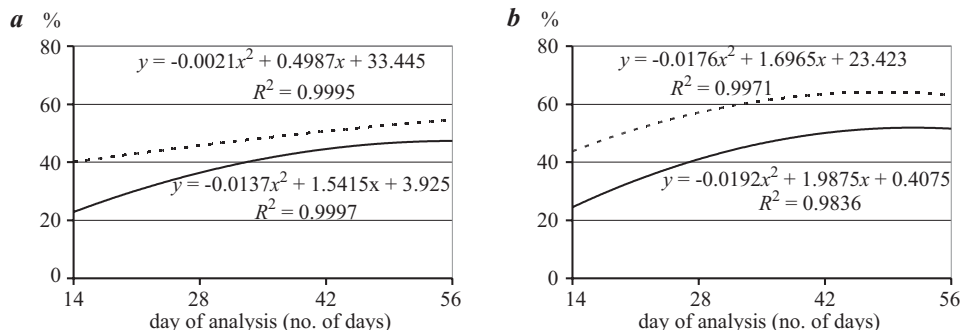 a %
80
y = -0.0021x² + 0.4987x + 33.445
R² = 0.9995
60
40
y = -0.0137x² + 1.5415x + 3.925
R² = 0.9997
20
0
14 28 42 56
day of analysis (no. of days)
b %
80
y = -0.0176x² + 1.6965x + 23.423
R² = 0.9971
60
40
y = -0.0192x² + 1.9875x + 0.4075
R² = 0.9836
20
0
14 28 42 56
day of analysis (no. of days)